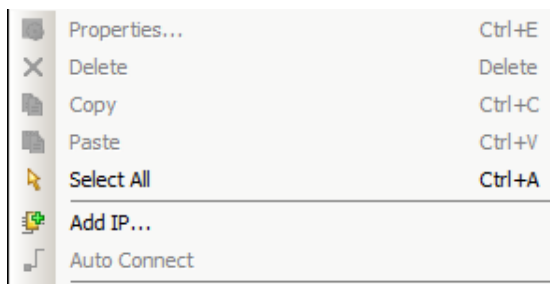 Properties... Ctrl+E
Delete Delete
Copy Ctrl+C
Paste Ctrl+V
Select All Ctrl+A
Add IP...
Auto Connect